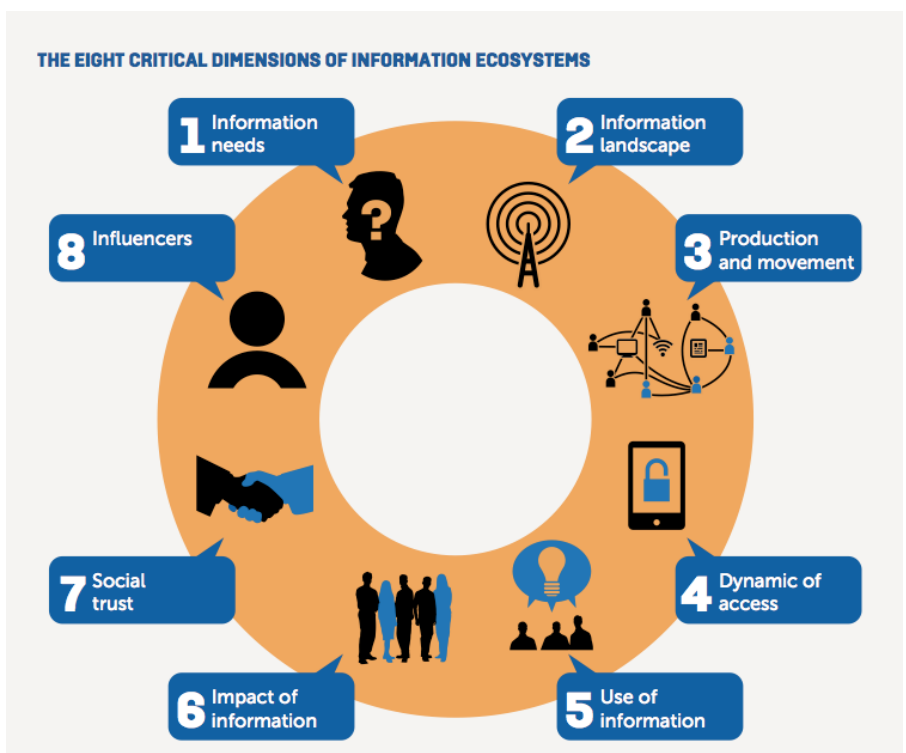 THE EIGHT CRITICAL DIMENSIONS OF INFORMATION ECOSYSTEMS
1 Information
needs
2 Information
landscape
3 Production
and movement
4 Dynamic of
access
5 Use of
information
6 Impact of
information
7 Social
trust
8 Influencers
?